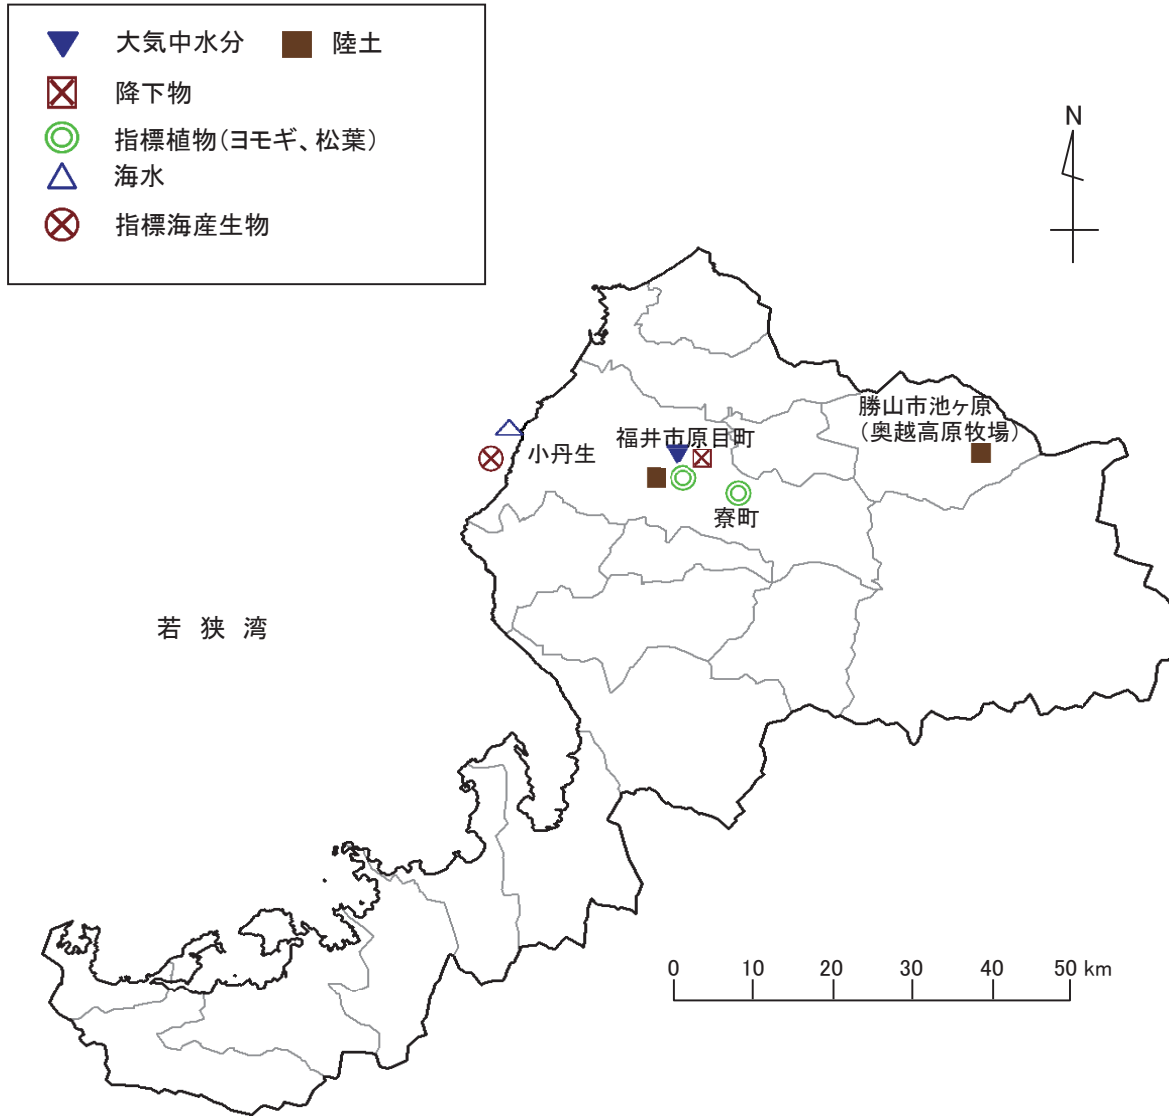 大気中水分 陸土
降下物
指標植物(ヨモギ、松葉)
海水
指標海産生物
N
勝山市池ヶ原
(奥越高原牧場)
福井市原目町
小丹生
寮町
若狭湾
0 10 20 30 40 50 km